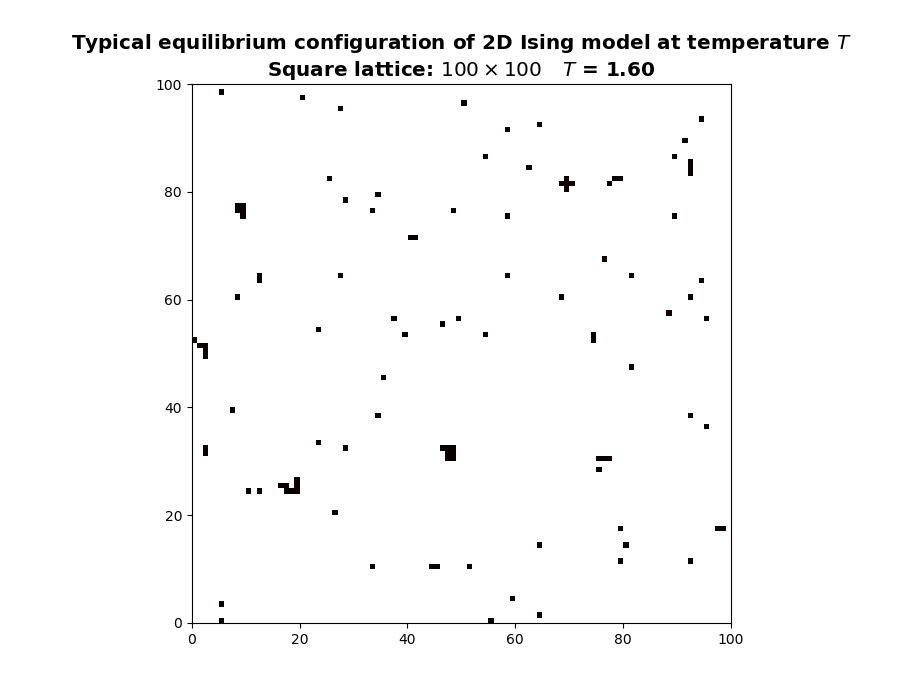 Typical equilibrium configuration of 2D Ising model at temperature T
Square lattice: 100 × 100 T = 1.60
100
80
60
40
20
0
0 20 40 60 80 100